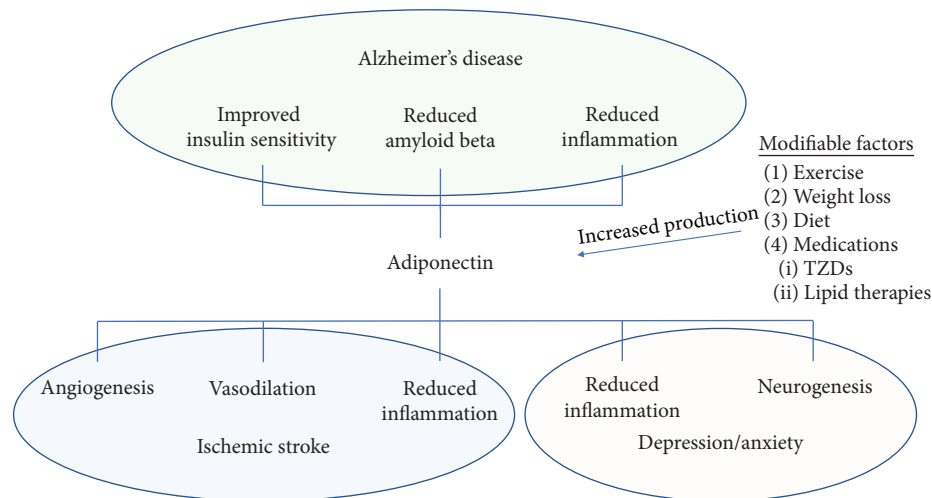 Alzheimer's disease
Improved
insulin sensitivity
Reduced
amyloid beta
Reduced
inflammation
Modifiable factors
(1) Exercise
(2) Weight loss
(3) Diet
(4) Medications
(i) TZDs
(ii) Lipid therapies
Increased production
Adiponectin
Angiogenesis
Vasodilation
Reduced
inflammation
Ischemic stroke
Reduced
inflammation
Neurogenesis
Depression/anxiety